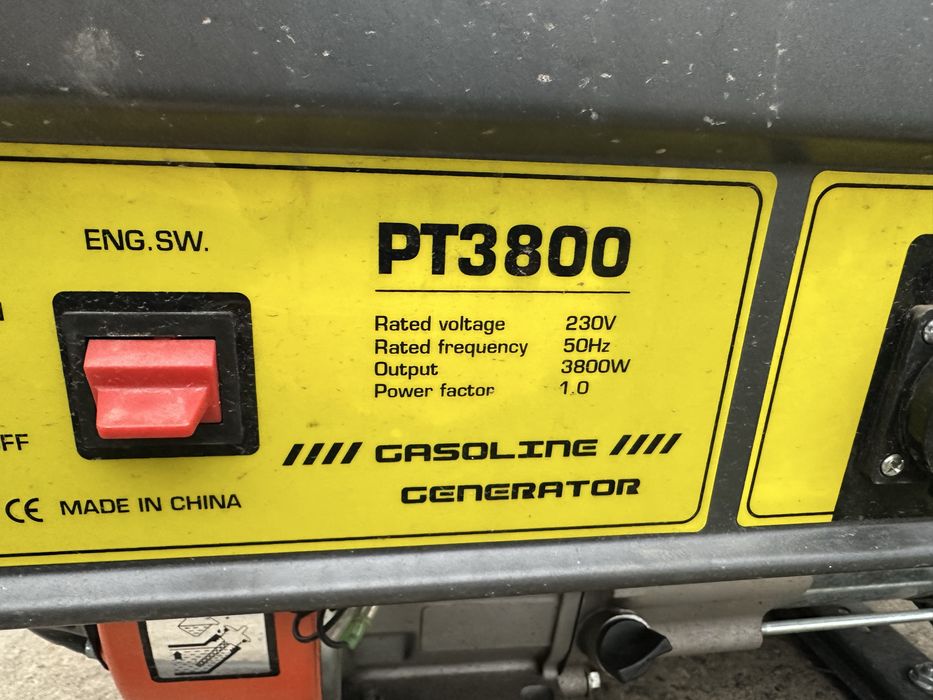 ENG.SW.
FF
CE MADE IN CHINA
PT3800
Rated voltage 230V
Rated frequency 50Hz
Output 3800W
Power factor 1.0
//// GASOLINE ////
GENERATOR